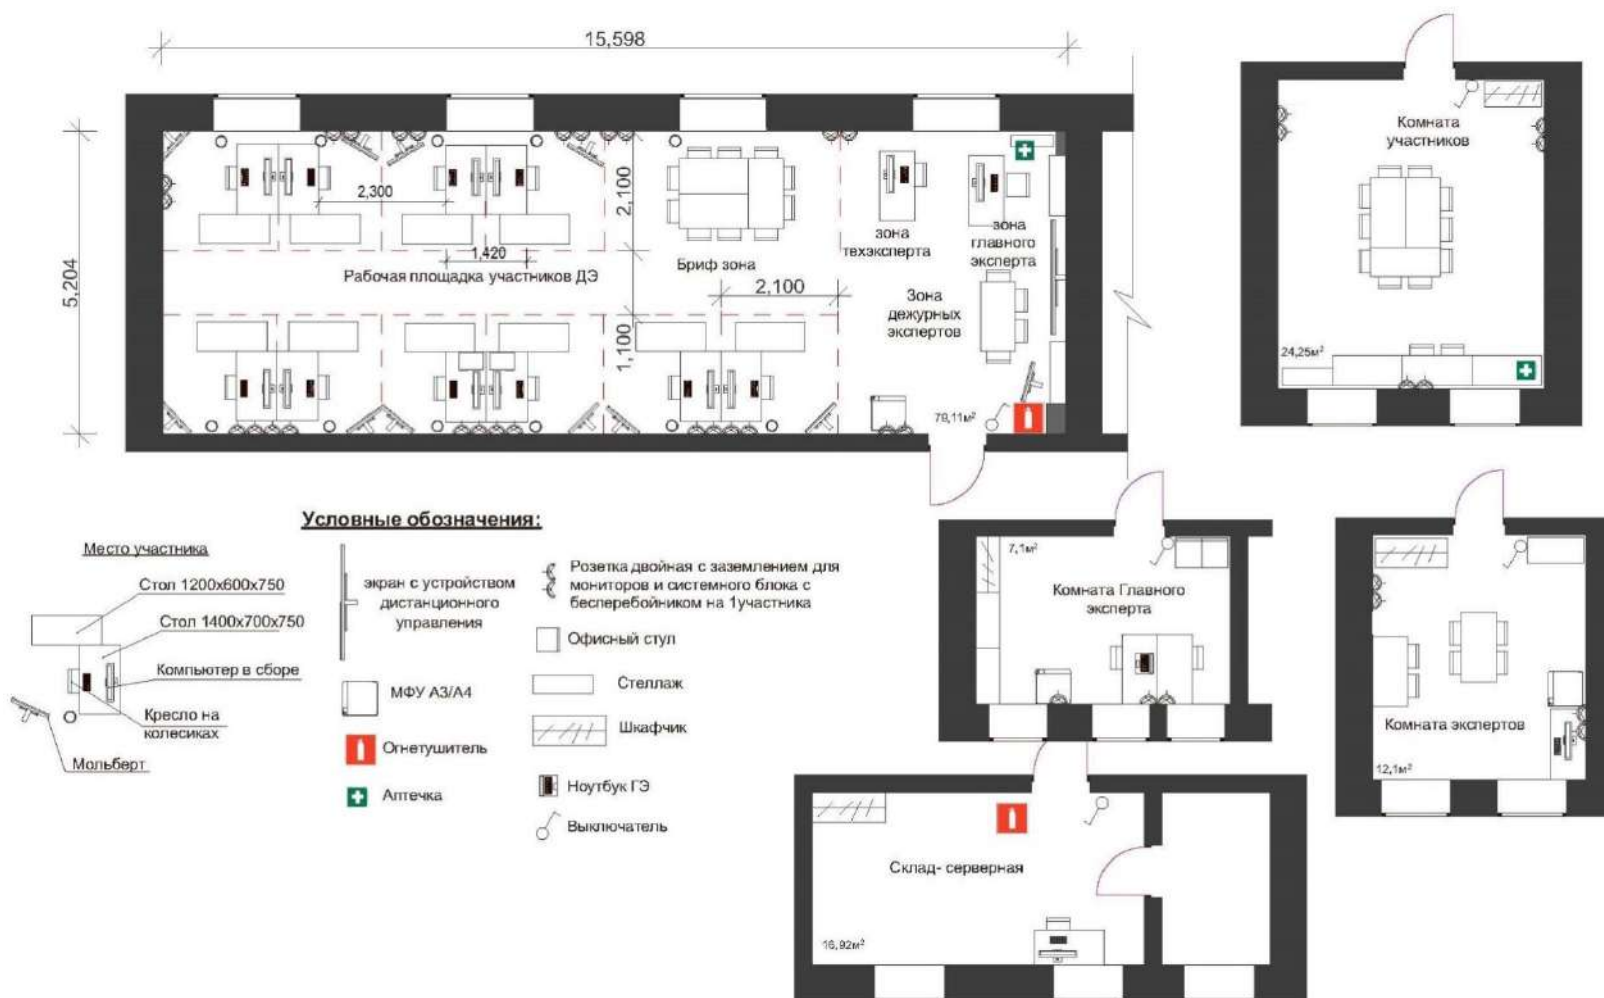 15,598
5,204
2,300
2,100
1,420
Рабочая площадка участников ДЭ
Бриф зона
2,100
1,100
зона
техэксперта
зона
главного
эксперта
Зона
дежурных
экспертов
79,11м²
Комната
участников
24,25м²
Условные обозначения:
Место участника
Стол 1200х600х750
Стол 1400х700х750
Компьютер в сборе
Кресло на
колесиках
Мольберт
экран с устройством
дистанционного
управления
МФУ А3/А4
Огнетушитель
Аптечка
Розетка двойная с заземлением для
мониторов и системного блока с
бесперебойником на 1участника
Офисный стул
Стеллаж
Шкафчик
Ноутбук ГЭ
Выключатель
7,1м²
Комната Главного
эксперта
Комната экспертов
12,1м²
Склад- серверная
16,92м²